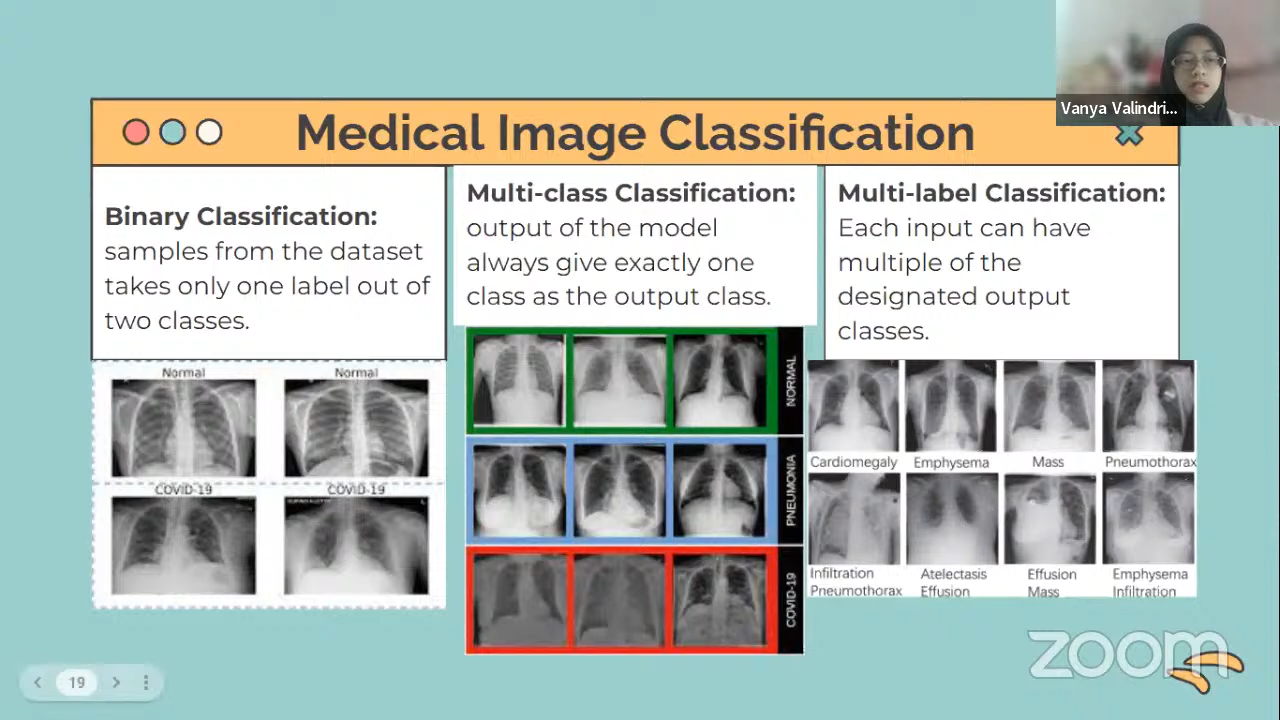 Vanya Valindri...
Medical Image Classification
Binary Classification:
samples from the dataset
takes only one label out of
two classes.
Multi-class Classification:
output of the model
always give exactly one
class as the output class.
Multi-label Classification:
Each input can have
multiple of the
designated output
classes.
Normal Normal
COVID-19 COVID-19
NORMAL
PNEUMONIA
COVID-19
Cardiomegaly Emphysema Mass Pneumothorax
Infiltration Atelectasis Effusion Emphysema
Pneumothorax Effusion Mass Infiltration
zoom
19